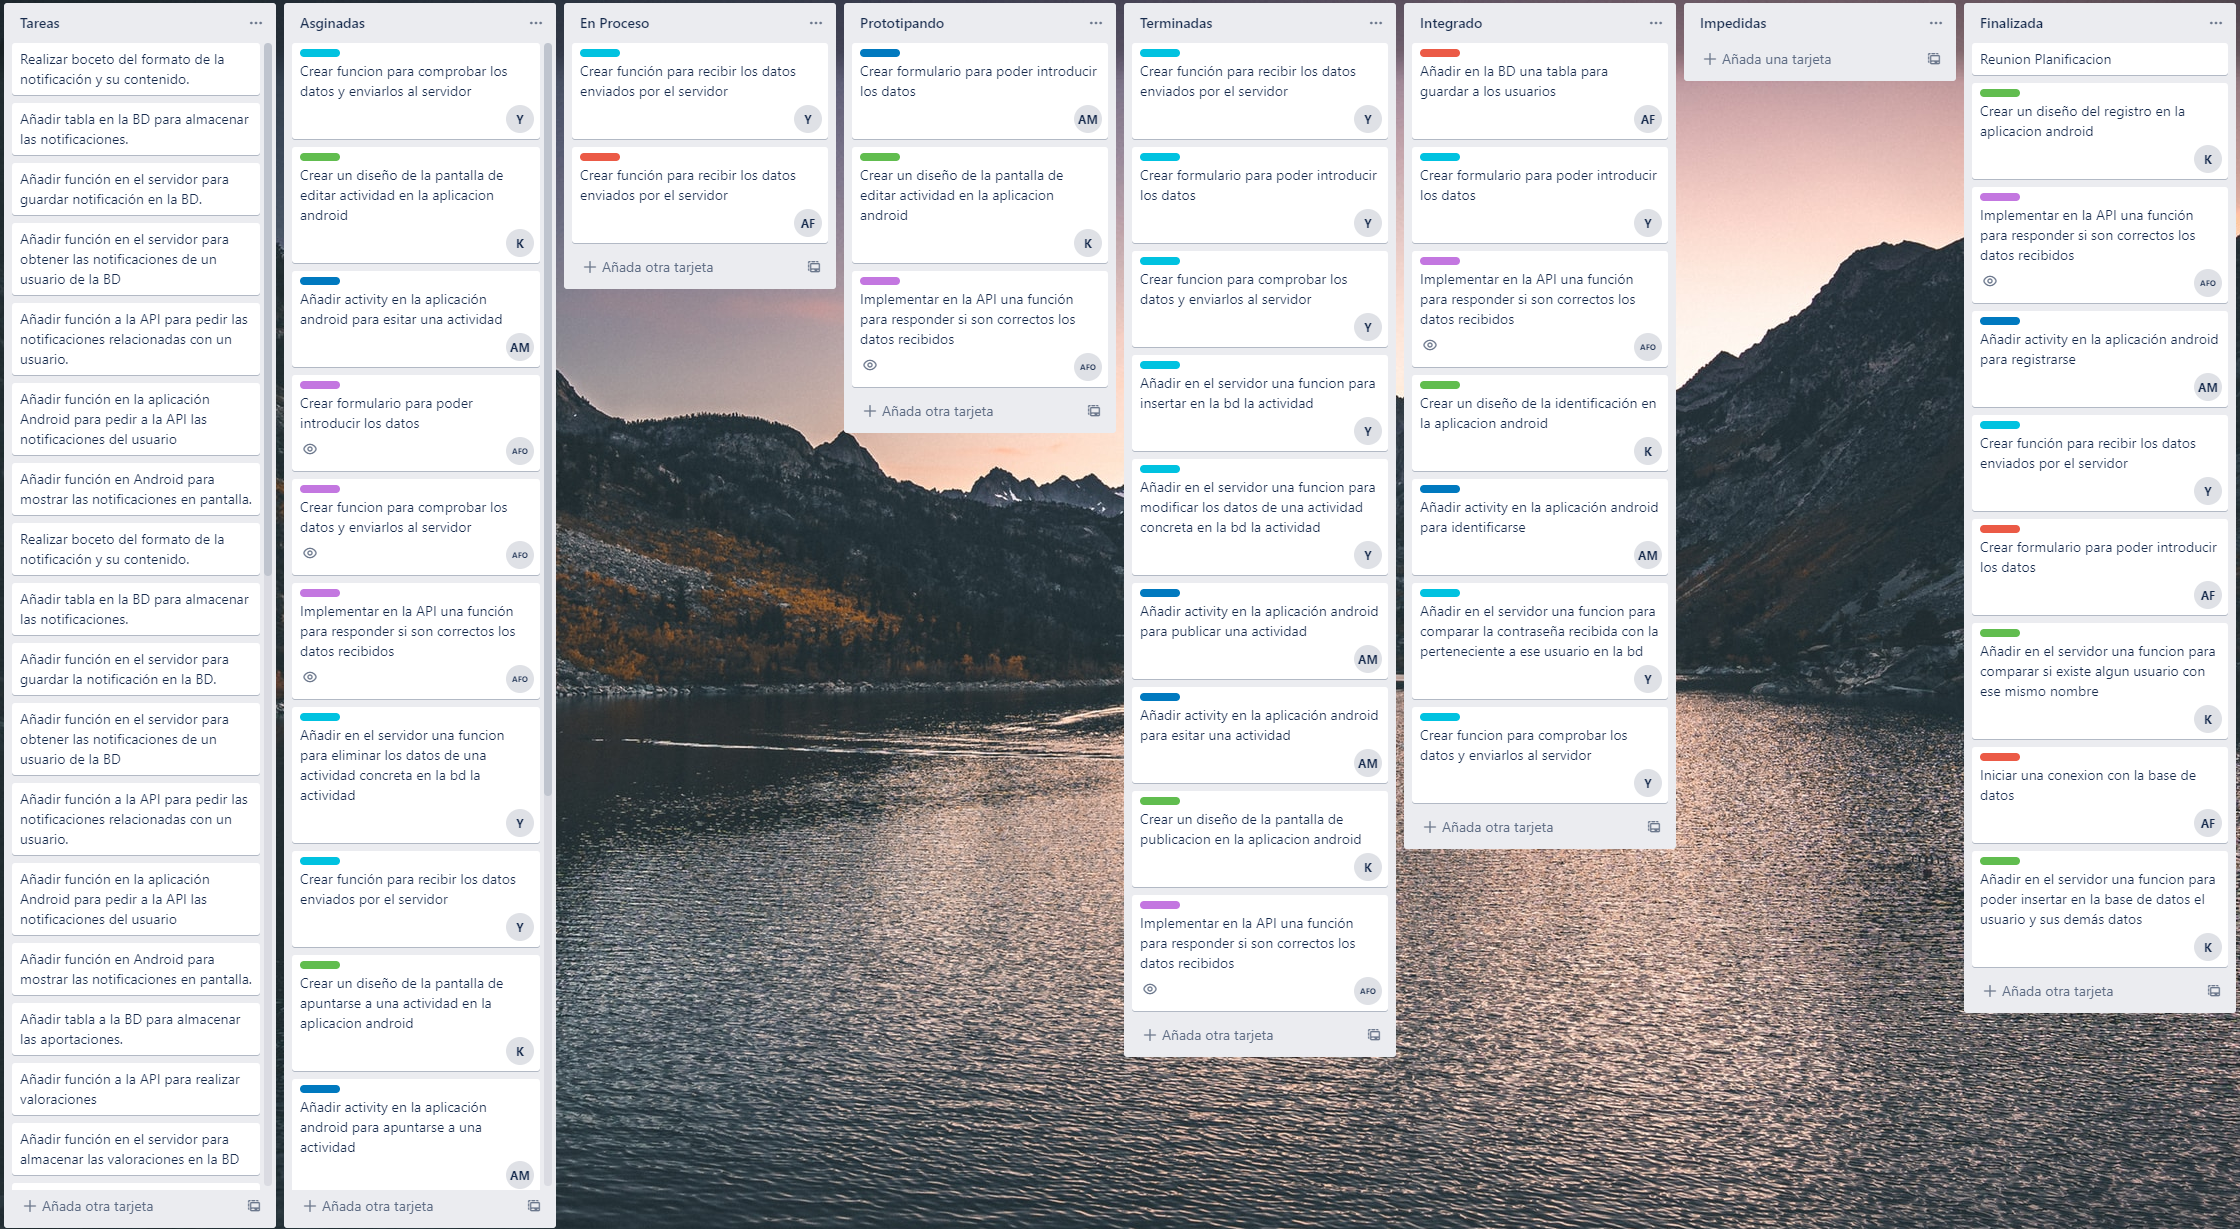 Tareas
Realizar boceto del formato de la
notificación y su contenido.
Añadir tabla en la BD para almacenar
las notificaciones.
Añadir función en el servidor para
guardar notificación en la BD.
Añadir función en el servidor para
obtener las notificaciones de un
usuario de la BD
Añadir función a la API para pedir las
notificaciones relacionadas con un
usuario.
Añadir función en la aplicación
Android para pedir a la API las
notificaciones del usuario
Añadir función en Android para
mostrar las notificaciones en pantalla.
Realizar boceto del formato de la
notificación y su contenido.
Añadir tabla en la BD para almacenar
las notificaciones.
Añadir función en el servidor para
guardar la notificación en la BD.
Añadir función en el servidor para
obtener las notificaciones de un
usuario de la BD
Añadir función a la API para pedir las
notificaciones relacionadas con un
usuario.
Añadir función en la aplicación
Android para pedir a la API las
notificaciones del usuario
Añadir función en Android para
mostrar las notificaciones en pantalla.
Añadir tabla a la BD para almacenar
las aportaciones.
Añadir función a la API para realizar
valoraciones
Añadir función en el servidor para
almacenar las valoraciones en la BD
Añada otra tarjeta
Asginadas
Crear funcion para comprobar los
datos y enviarlos al servidor
Y
Crear un diseño de la pantalla de
editar actividad en la aplicacion
android
K
Añadir activity en la aplicación
android para esitar una actividad
AM
Crear formulario para poder
introducir los datos
AFO
Crear funcion para comprobar los
datos y enviarlos al servidor
AFO
Implementar en la API una función
para responder si son correctos los
datos recibidos
AFO
Añadir en el servidor una funcion
para eliminar los datos de una
actividad concreta en la bd la
actividad
Y
Crear función para recibir los datos
enviados por el servidor
Y
Crear un diseño de la pantalla de
apuntarse a una actividad en la
aplicacion android
K
Añadir activity en la aplicación
android para apuntarse a una
actividad
AM
Añada otra tarjeta
En Proceso
Crear función para recibir los datos
enviados por el servidor
Y
Crear función para recibir los datos
enviados por el servidor
AF
Añada otra tarjeta
Prototipando
Crear formulario para poder introducir
los datos
AM
Crear un diseño de la pantalla de
editar actividad en la aplicacion
android
K
Implementar en la API una función
para responder si son correctos los
datos recibidos
AFO
Añada otra tarjeta
Terminadas
Crear función para recibir los datos
enviados por el servidor
Y
Crear formulario para poder introducir
los datos
Y
Crear funcion para comprobar los
datos y enviarlos al servidor
Y
Añadir en el servidor una funcion para
insertar en la bd la actividad
Y
Añadir en el servidor una funcion para
modificar los datos de una actividad
concreta en la bd la actividad
Y
Añadir activity en la aplicación android
para publicar una actividad
AM
Añadir activity en la aplicación android
para esitar una actividad
AM
Crear un diseño de la pantalla de
publicacion en la aplicacion android
K
Implementar en la API una función
para responder si son correctos los
datos recibidos
AFO
Añada otra tarjeta
Integrado
Añadir en la BD una tabla para
guardar a los usuarios
AF
Crear formulario para poder introducir
los datos
Y
Implementar en la API una función
para responder si son correctos los
datos recibidos
AFO
Crear un diseño de la identificación en
la aplicacion android
K
Añadir activity en la aplicación android
para identificarse
AM
Añadir en el servidor una funcion para
comparar la contraseña recibida con la
perteneciente a ese usuario en la bd
Y
Crear funcion para comprobar los
datos y enviarlos al servidor
Y
Añada otra tarjeta
Impedidas
Añada una tarjeta
Finalizada
Reunion Planificacion
Crear un diseño del registro en la
aplicacion android
K
Implementar en la API una función
para responder si son correctos los
datos recibidos
AFO
Añadir activity en la aplicación android
para registrarse
AM
Crear función para recibir los datos
enviados por el servidor
Y
Crear formulario para poder introducir
los datos
AF
Añadir en el servidor una funcion para
comparar si existe algun usuario con
ese mismo nombre
K
Iniciar una conexion con la base de
datos
AF
Añadir en el servidor una funcion para
poder insertar en la base de datos el
usuario y sus demás datos
K
Añada otra tarjeta